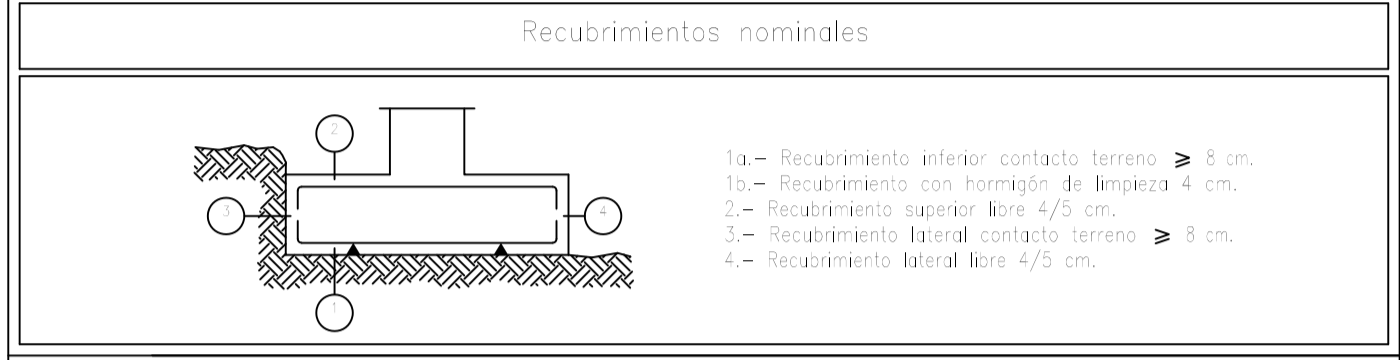 Recubrimientos nominales
2
3
4
1
1a.- Recubrimiento inferior contacto terreno ⩾ 8 cm.
1b.- Recubrimiento con hormigón de limpieza 4 cm.
2.- Recubrimiento superior libre 4/5 cm.
3.- Recubrimiento lateral contacto terreno ⩾ 8 cm.
4.- Recubrimiento lateral libre 4/5 cm.